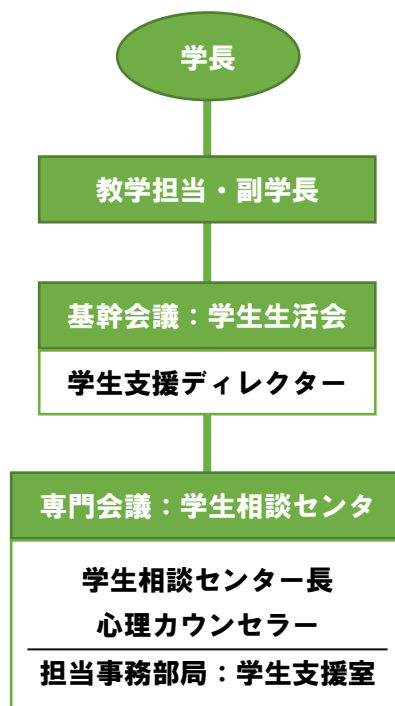 学長
教学担当・副学長
基幹会議：学生生活会
学生支援ディレクター
専門会議：学生相談センタ
学生相談センター長
心理カウンセラー
担当事務部局：学生支援室